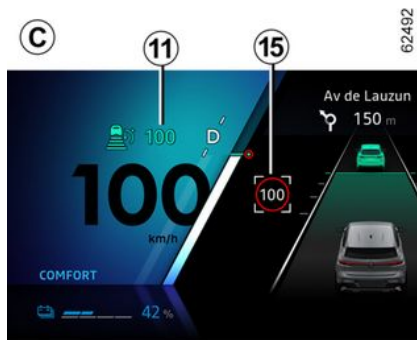 C
11
15
62492
Av de Lauzun
150 m
100
D
100
100
km/h
COMFORT
42 %